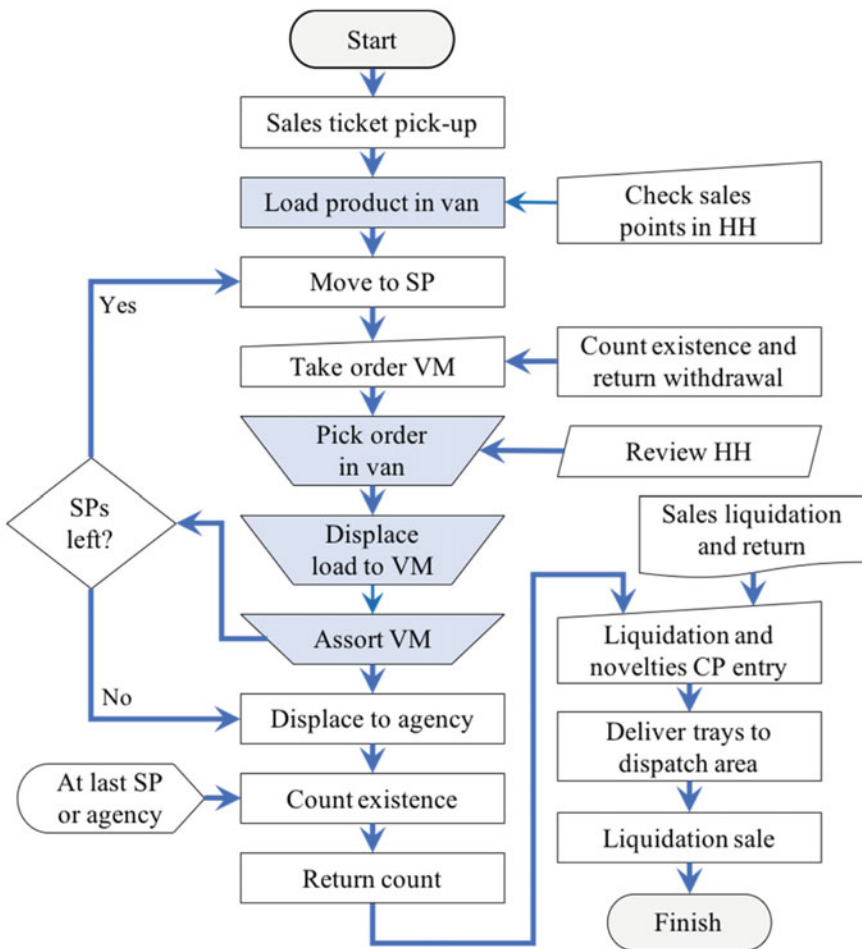 Start
Sales ticket pick-up
Load product in van
Check sales
points in HH
Move to SP
Yes
Take order VM
Count existence and
return withdrawal
Pick order
in van
Review HH
SPs
left?
Displace
load to VM
Sales liquidation
and return
Assort VM
Liquidation and
novelties CP entry
No
Displace to agency
Deliver trays to
dispatch area
At last SP
or agency
Count existence
Liquidation sale
Return count
Finish